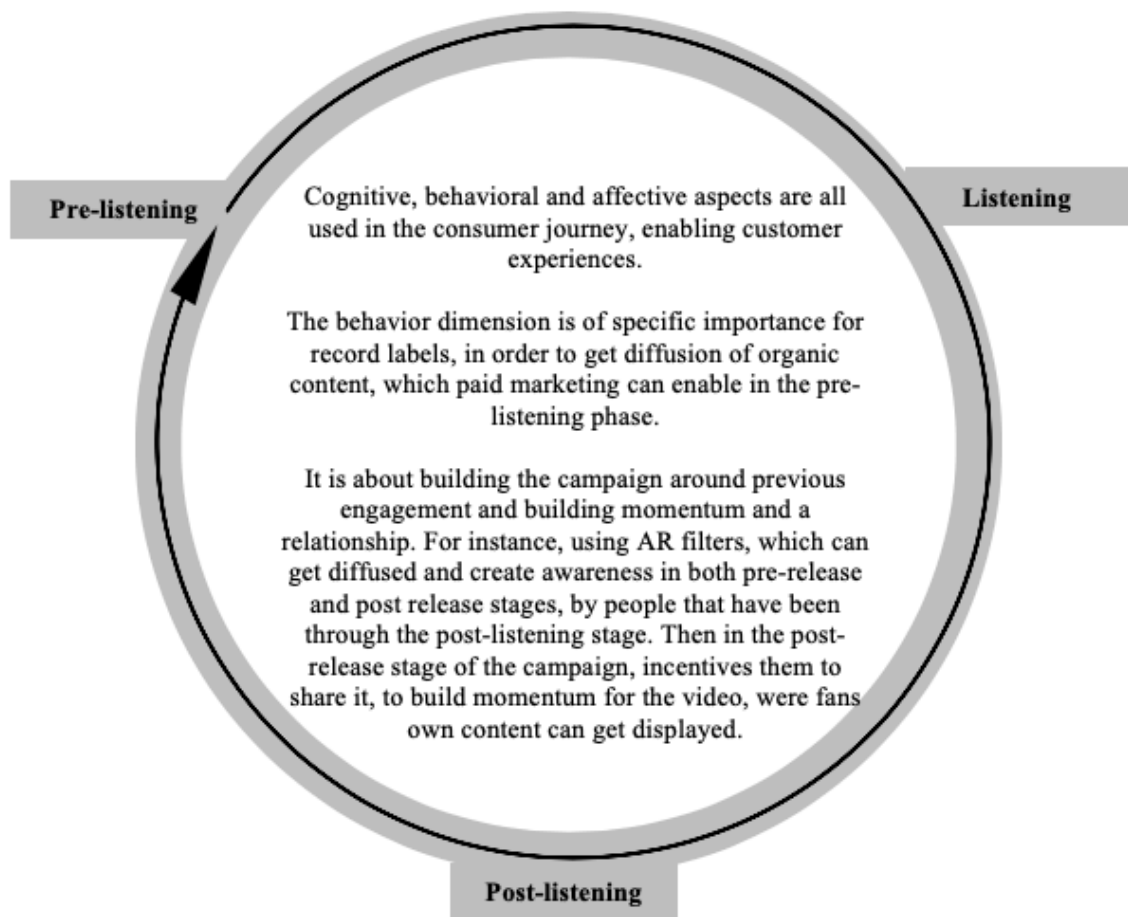 Pre-listening
Listening
Cognitive, behavioral and affective aspects are all
used in the consumer journey, enabling customer
experiences.
The behavior dimension is of specific importance for
record labels, in order to get diffusion of organic
content, which paid marketing can enable in the pre-
listening phase.
It is about building the campaign around previous
engagement and building momentum and a
relationship. For instance, using AR filters, which can
get diffused and create awareness in both pre-release
and post release stages, by people that have been
through the post-listening stage. Then in the post-
release stage of the campaign, incentives them to
share it, to build momentum for the video, were fans
own content can get displayed.
Post-listening